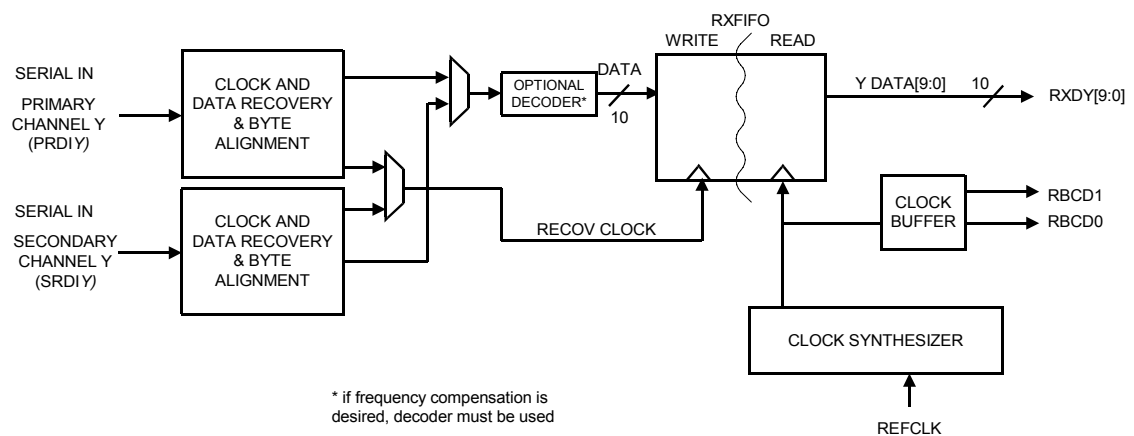 RXFIFO
WRITE
READ
SERIAL IN
PRIMARY
CHANNEL Y
(PRDIY)
CLOCK AND
DATA RECOVERY
& BYTE
ALIGNMENT
OPTIONAL
DECODER*
DATA
10
Y DATA[9:0]
10
RXDY[9:0]
SERIAL IN
SECONDARY
CHANNEL Y
(SRDIY)
CLOCK AND
DATA RECOVERY
& BYTE
ALIGNMENT
RECOV CLOCK
CLOCK
BUFFER
RBCD1
RBCD0
CLOCK SYNTHESIZER
* if frequency compensation is
desired, decoder must be used
REFCLK